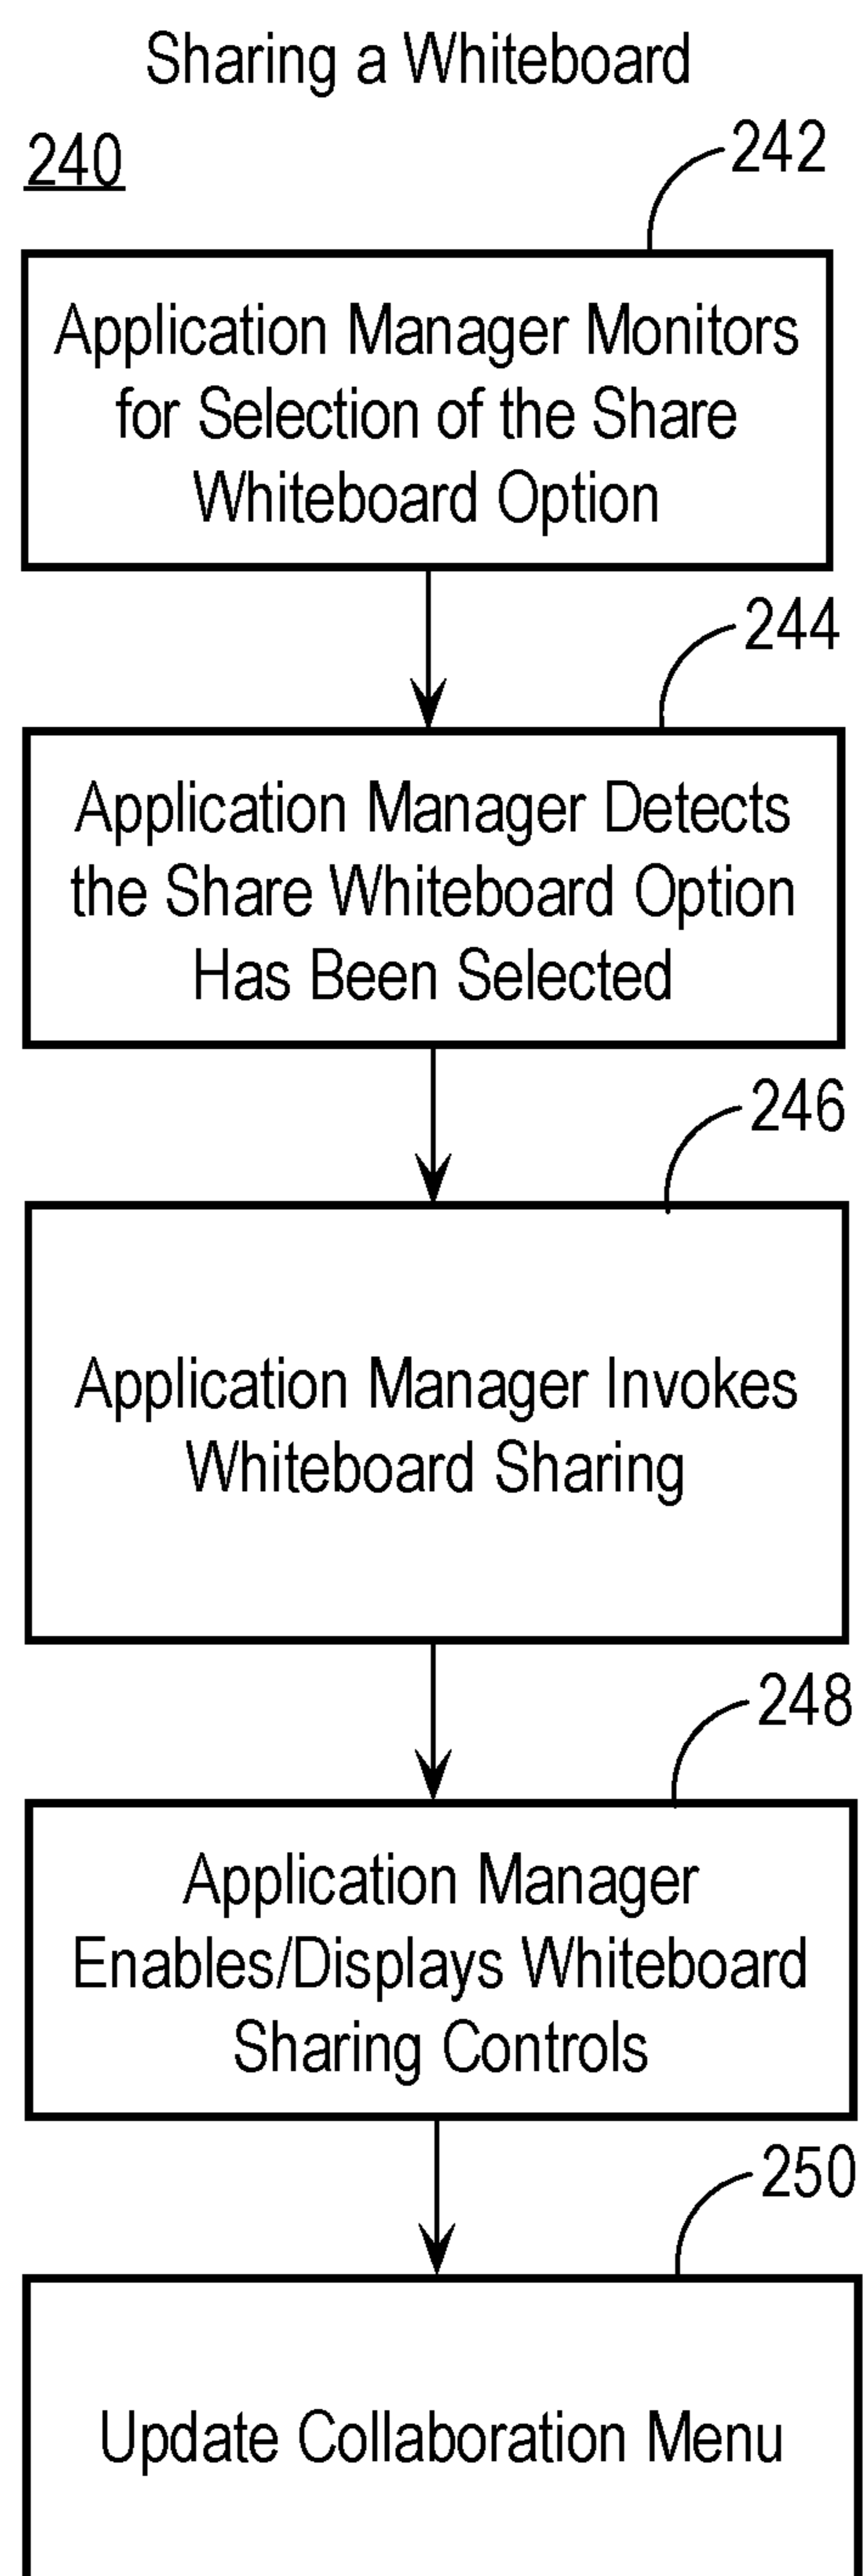 Sharing a Whiteboard
240
242
Application Manager Monitors
for Selection of the Share
Whiteboard Option
244
Application Manager Detects
the Share Whiteboard Option
Has Been Selected
246
Application Manager Invokes
Whiteboard Sharing
248
Application Manager
Enables/Displays Whiteboard
Sharing Controls
250
Update Collaboration Menu